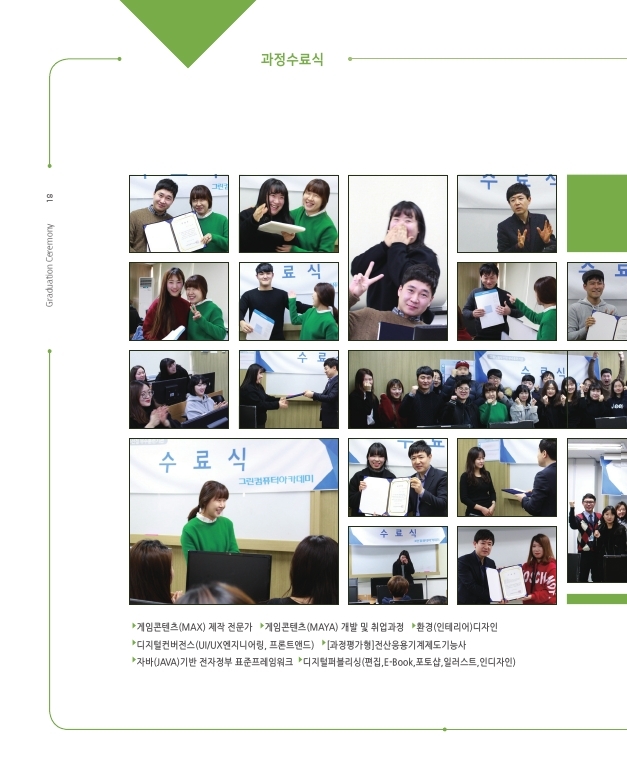 과정수료식
18
Graduation Ceremony
수 료 식
그린컴퓨터아카데미
▶게임콘텐츠(MAX) 제작 전문가 ▶게임콘텐츠(MAYA) 개발 및 취업과정 ▶환경(인테리어)디자인
▶디지털컨버전스(UI/UX엔지니어링, 프론트앤드) ▶[과정평가형]전산응용기계제도기능사
▶자바(JAVA)기반 전자정부 표준프레임워크 ▶디지털퍼블리싱(편집,E-Book,포토샵,일러스트,인디자인)